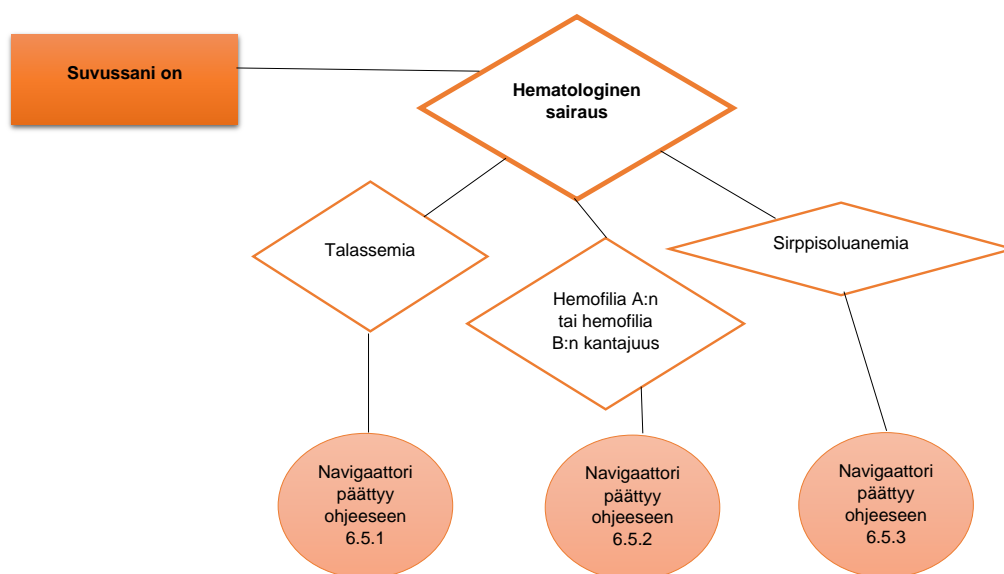 Suvussani on
Hematologinen
sairaus
Talassemia
Hemofilia A:n
tai hemofilia
B:n kantajuus
Sirppisoluanemia
Navigaattori
päättyy
ohjeeseen
6.5.1
Navigaattori
päättyy
ohjeeseen
6.5.2
Navigaattori
päättyy
ohjeeseen
6.5.3